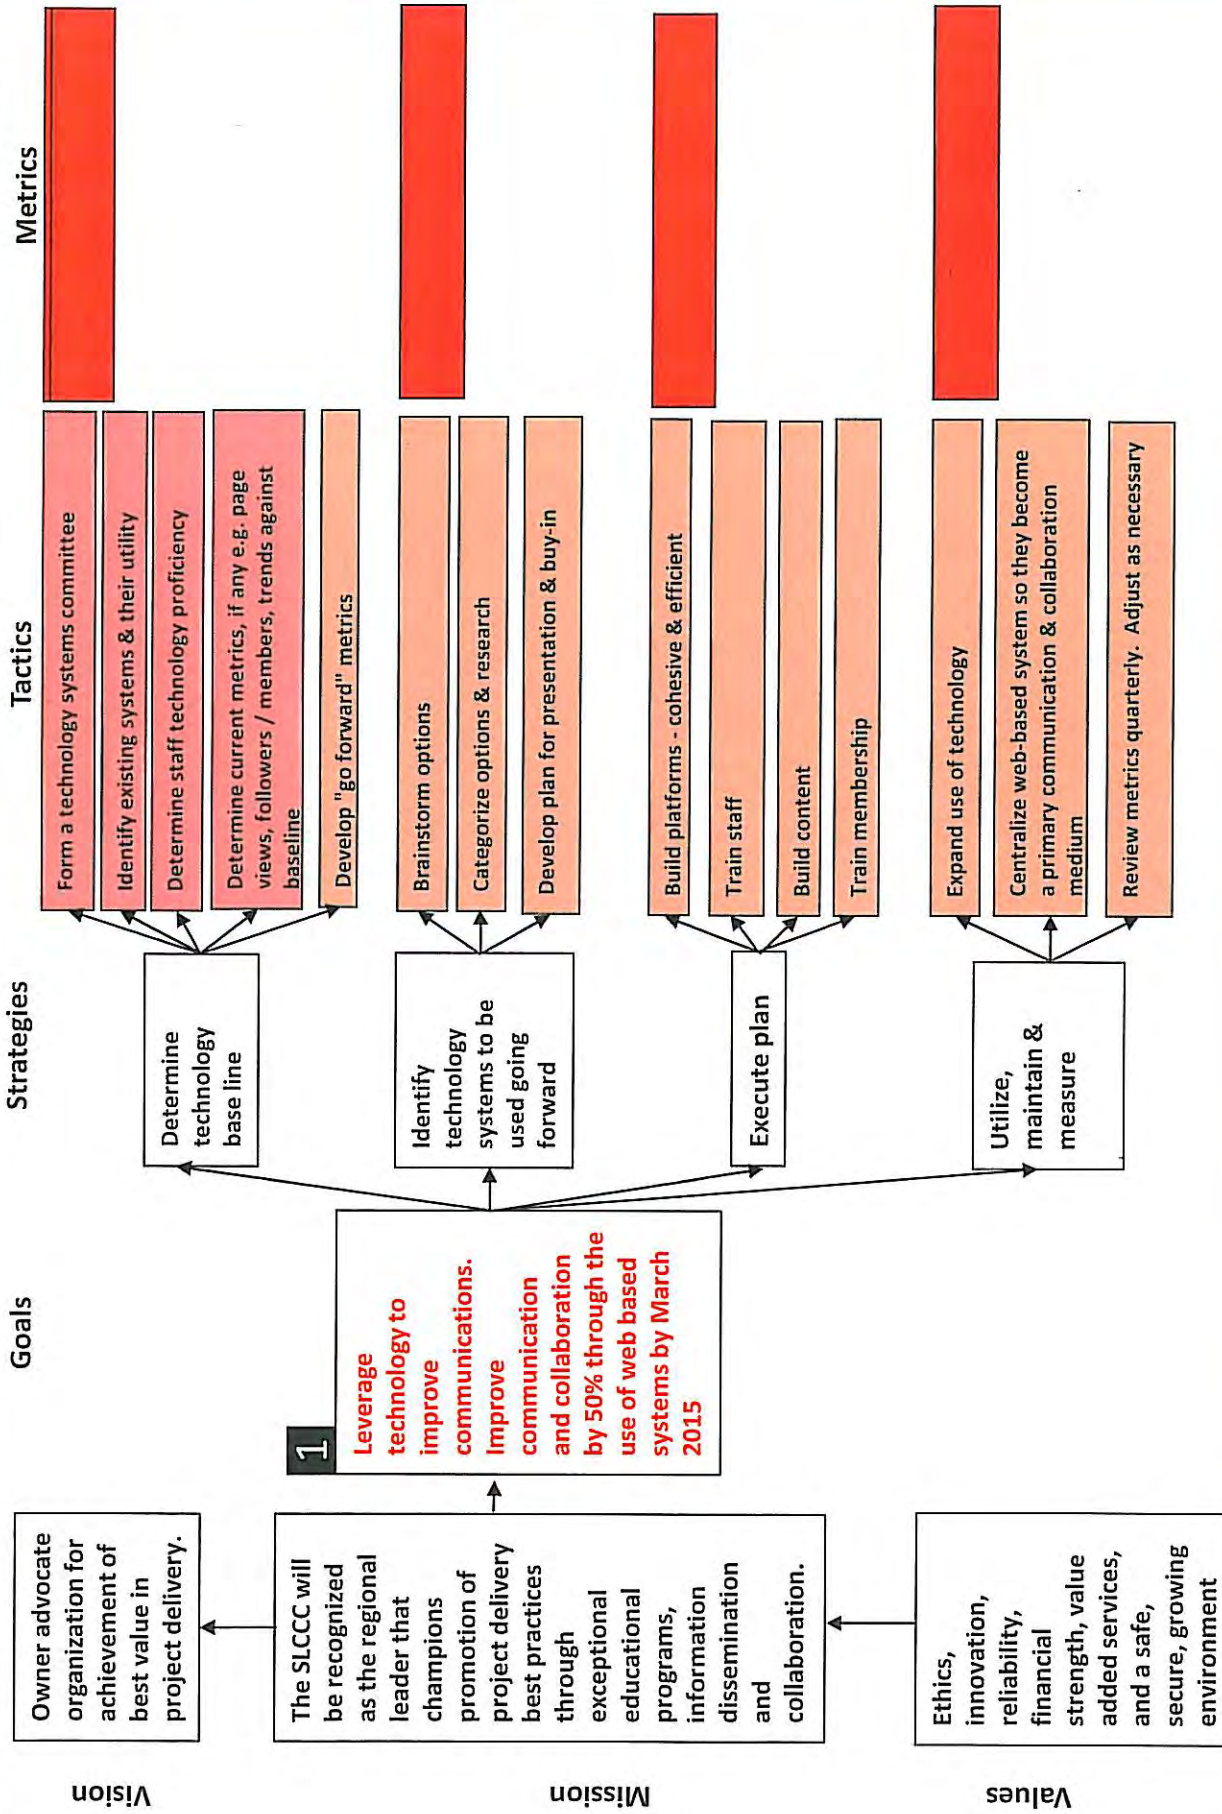 Vision
Mission
Values
Owner advocate
organization for
achievement of
best value in
project delivery.
The SLCCC will
be recognized
as the regional
leader that
champions
promotion of
project delivery
best practices
through
exceptional
educational
programs,
information
dissemination
and
collaboration.
Ethics,
innovation,
reliability,
financial
strength, value
added services,
and a safe,
secure, growing
environment
Goals
1
Leverage
technology to
improve
communications.
Improve
communication
and collaboration
by 50% through the
use of web based
systems by March
2015
Strategies
Determine
technology
base line
Identify
technology
systems to be
used going
forward
Execute plan
Utilize,
maintain &
measure
Tactics
Form a technology systems committee
Identify existing systems & their utility
Determine staff technology proficiency
Determine current metrics, if any e.g. page
views, followers / members, trends against
baseline
Develop "go forward" metrics
Brainstorm options
Categorize options & research
Develop plan for presentation & buy-in
Build platforms - cohesive & efficient
Train staff
Build content
Train membership
Expand use of technology
Centralize web-based system so they become
a primary communication & collaboration
medium
Review metrics quarterly.  Adjust as necessary
Metrics